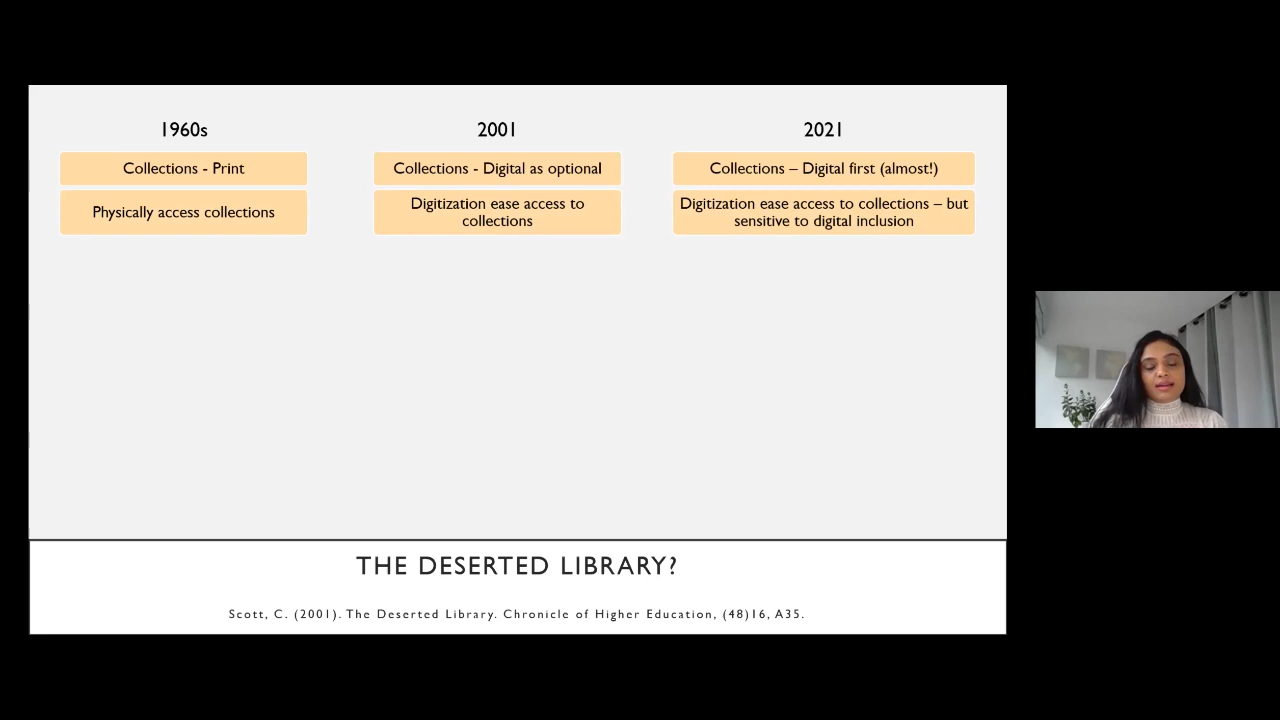 1960s
2001
2021
Collections - Print
Collections - Digital as optional
Collections – Digital first (almost!)
Physically access collections
Digitization ease access to
collections
Digitization ease access to collections – but
sensitive to digital inclusion
THE DESERTED LIBRARY?
Scott, C. (2001). The Deserted Library. Chronicle of Higher Education, (48)16, A35.